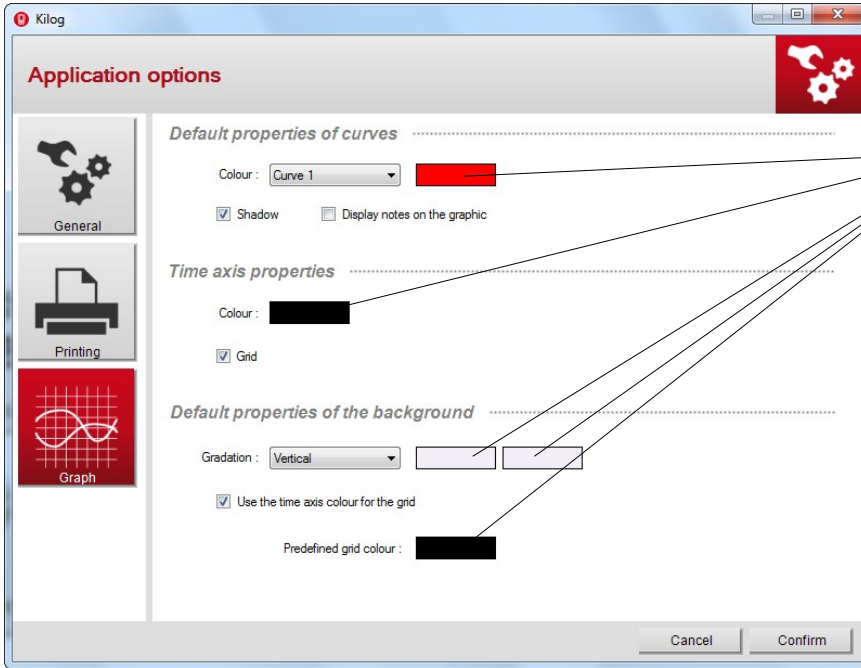 Kilog
Application options
General
Printing
Graph
Default properties of curves
Colour : Curve 1
Shadow Display notes on the graphic
Time axis properties
Colour :
Grid
Default properties of the background
Gradation : Vertical
Use the time axis colour for the grid
Predefined grid colour :
Cancel Confirm